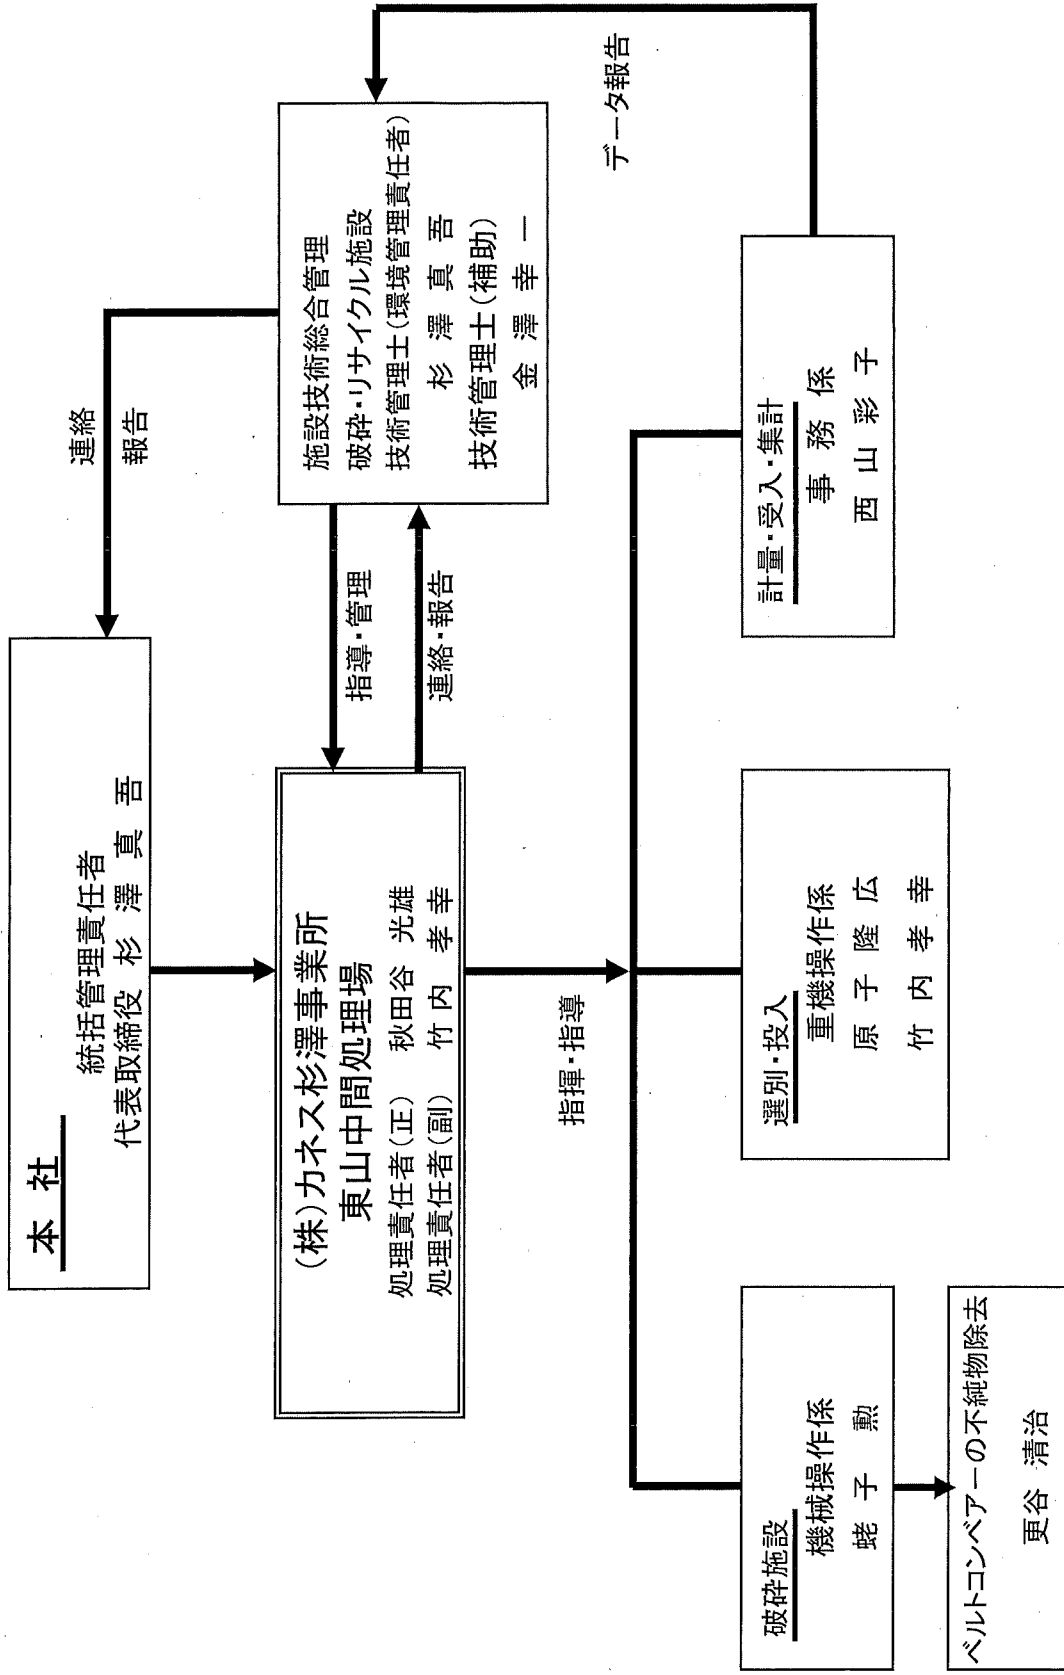 本 社
統括管理責任者
代表取締役 杉 澤 真 吾
連絡
報告
(株)カネス杉澤事業所
東山中間処理場
処理責任者(正) 秋田谷 光雄
処理責任者(副) 竹 内 孝 幸
指導・管理
連絡・報告
施設技術総合管理
破砕・リサイクル施設
技術管理士(環境管理責任者)
杉 澤 真 吾
技術管理士(補助)
金 澤 幸 一
指揮・指導
データ報告
破砕施設
機械操作係
蛯 子 勲
ベルトコンベアーの不純物除去
更谷 清治
選別・投入
重機操作係
原 子 隆 広
竹 内 孝 幸
計量・受入・集計
事 務 係
西 山 彩 子